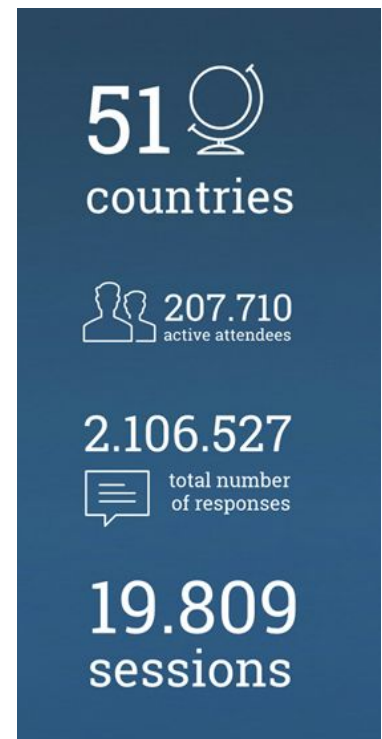 51
countries
207.710
active attendees
2.106.527
total number
of responses
19.809
sessions